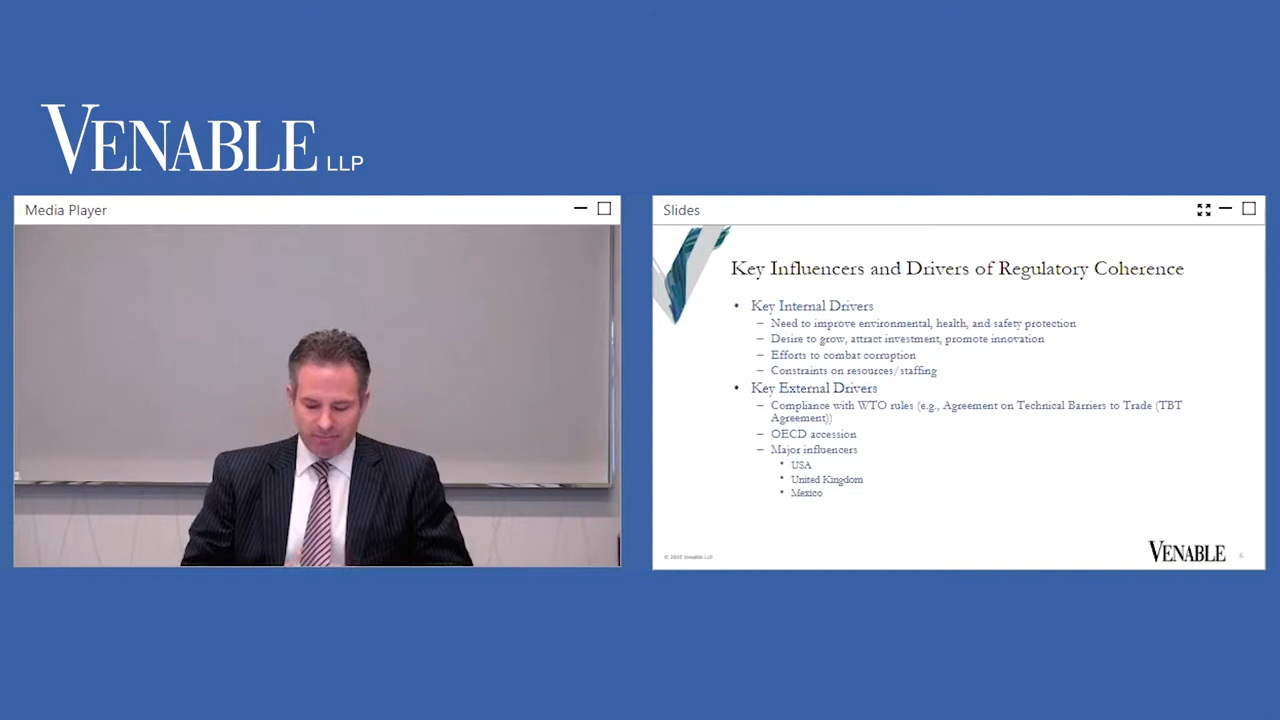 VENABLE LLP
Media Player
Slides
Key Influencers and Drivers of Regulatory Coherence
• Key Internal Drivers
– Need to improve environmental, health, and safety protection
– Desire to grow, attract investment, promote innovation
– Efforts to combat corruption
– Constraints on resources/staffing
• Key External Drivers
– Compliance with WTO rules (e.g., Agreement on Technical Barriers to Trade (TBT
Agreement))
– OECD accession
– Major influencers
• USA
• United Kingdom
• Mexico
© Venable LLP
VENABLE
6